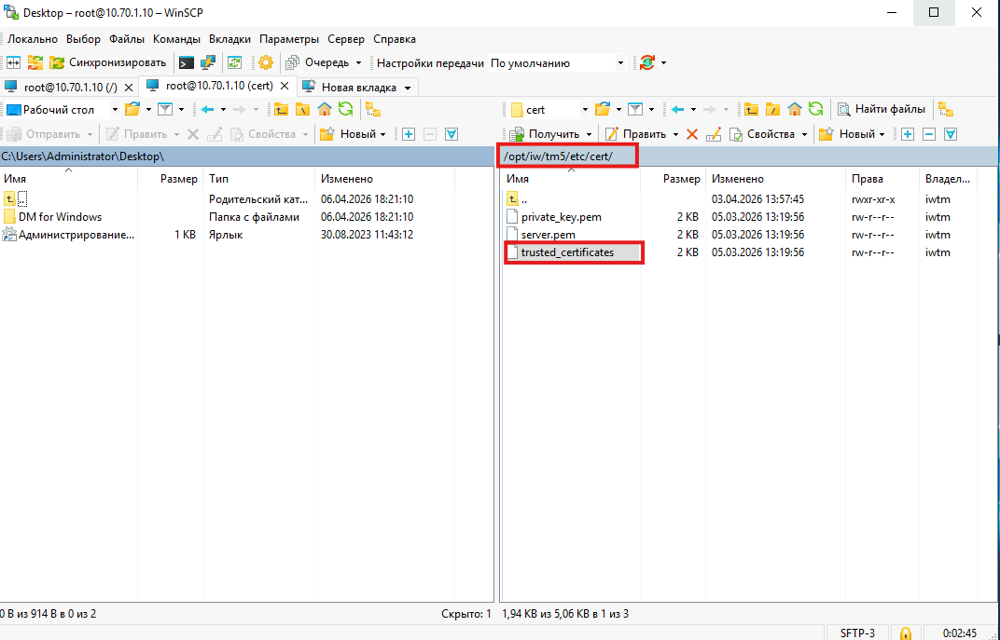 Desktop – root@10.70.1.10 – WinSCP
Локально Выбор Файлы Команды Вкладки Параметры Сервер Справка
Синхронизировать Очередь Настройки передачи По умолчанию
root@10.70.1.10 (/) root@10.70.1.10 (cert) Новая вкладка
Рабочий стол
Отправить Править Свойства Новый
C:\Users\Administrator\Desktop\
Имя Размер Тип Изменено
.. Родительский кат... 06.04.2026 18:21:10
DM for Windows Папка с файлами 06.04.2026 18:21:10
Администрирование... 1 KB Ярлык 30.08.2023 11:43:12
0 B из 914 B в 0 из 2 Скрыто: 1
cert Найти файлы
Получить Править Свойства Новый
/opt/iw/tm5/etc/cert/
Имя Размер Изменено Права Владел...
.. 03.04.2026 13:57:45 rwxr-xr-x iwtm
private_key.pem 2 KB 05.03.2026 13:19:56 rw-r--r-- iwtm
server.pem 2 KB 05.03.2026 13:19:56 rw-r--r-- iwtm
trusted_certificates 2 KB 05.03.2026 13:19:56 rw-r--r-- iwtm
1,94 KB из 5,06 KB в 1 из 3
SFTP-3 0:02:45